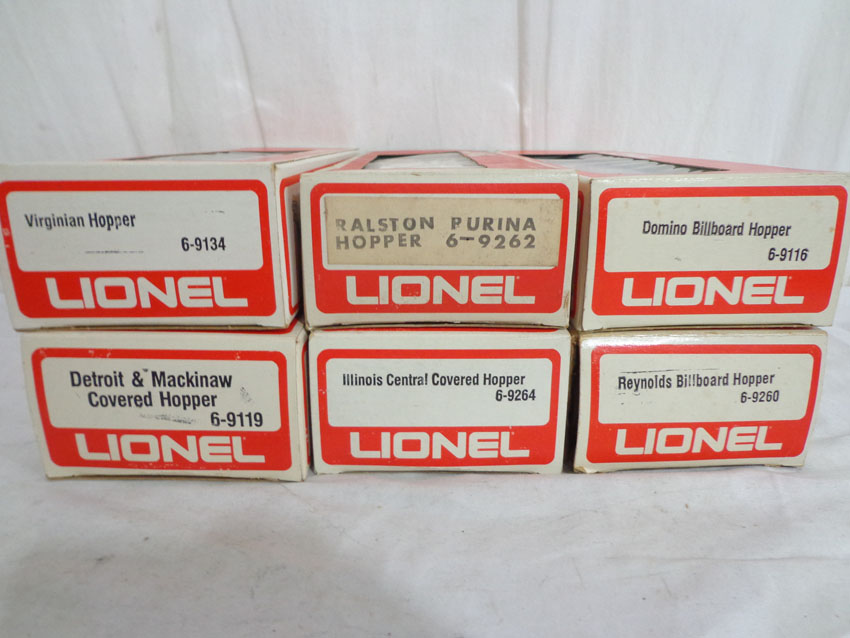 Virginian Hopper
6-9134
LIONEL
RALSTON PURINA
HOPPER 6-9262
LIONEL
Domino Billboard Hopper
6-9116
LIONEL
Detroit & Mackinaw
Covered Hopper
6-9119
LIONEL
Illinois Central Covered Hopper
6-9264
LIONEL
Reynolds Billboard Hopper
6-9260
LIONEL